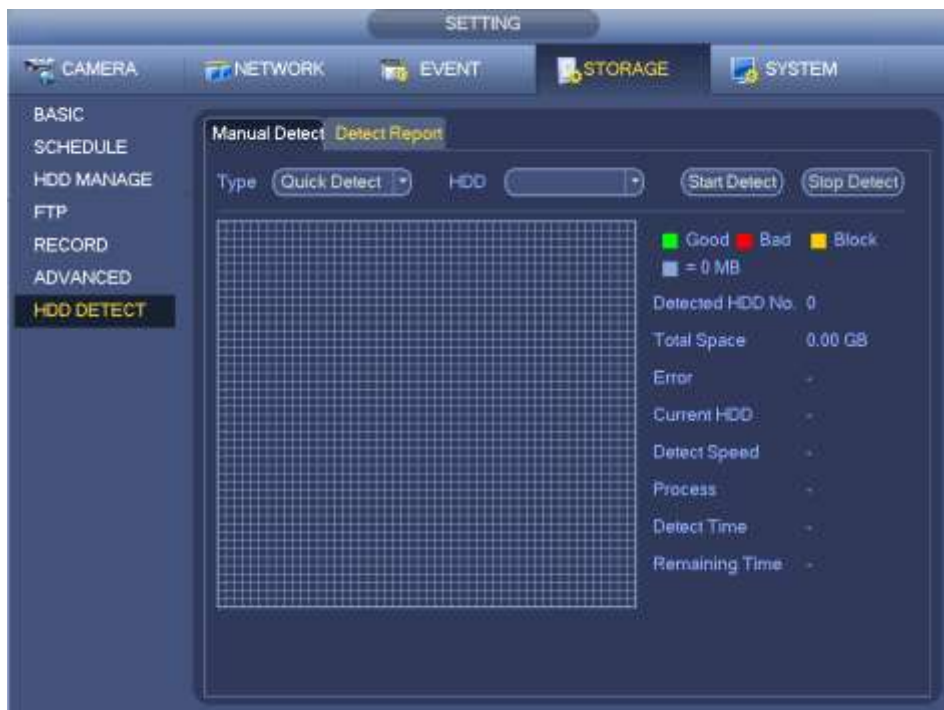 SETTING
CAMERA NETWORK EVENT STORAGE SYSTEM
BASIC
SCHEDULE
HDD MANAGE
FTP
RECORD
ADVANCED
HDD DETECT
Manual Detect Detect Report
Type Quick Detect HDD Start Detect Stop Detect
Good Bad Block
= 0 MB
Detected HDD No. 0
Total Space 0.00 GB
Error -
Current HDD -
Detect Speed -
Process -
Detect Time -
Remaining Time -